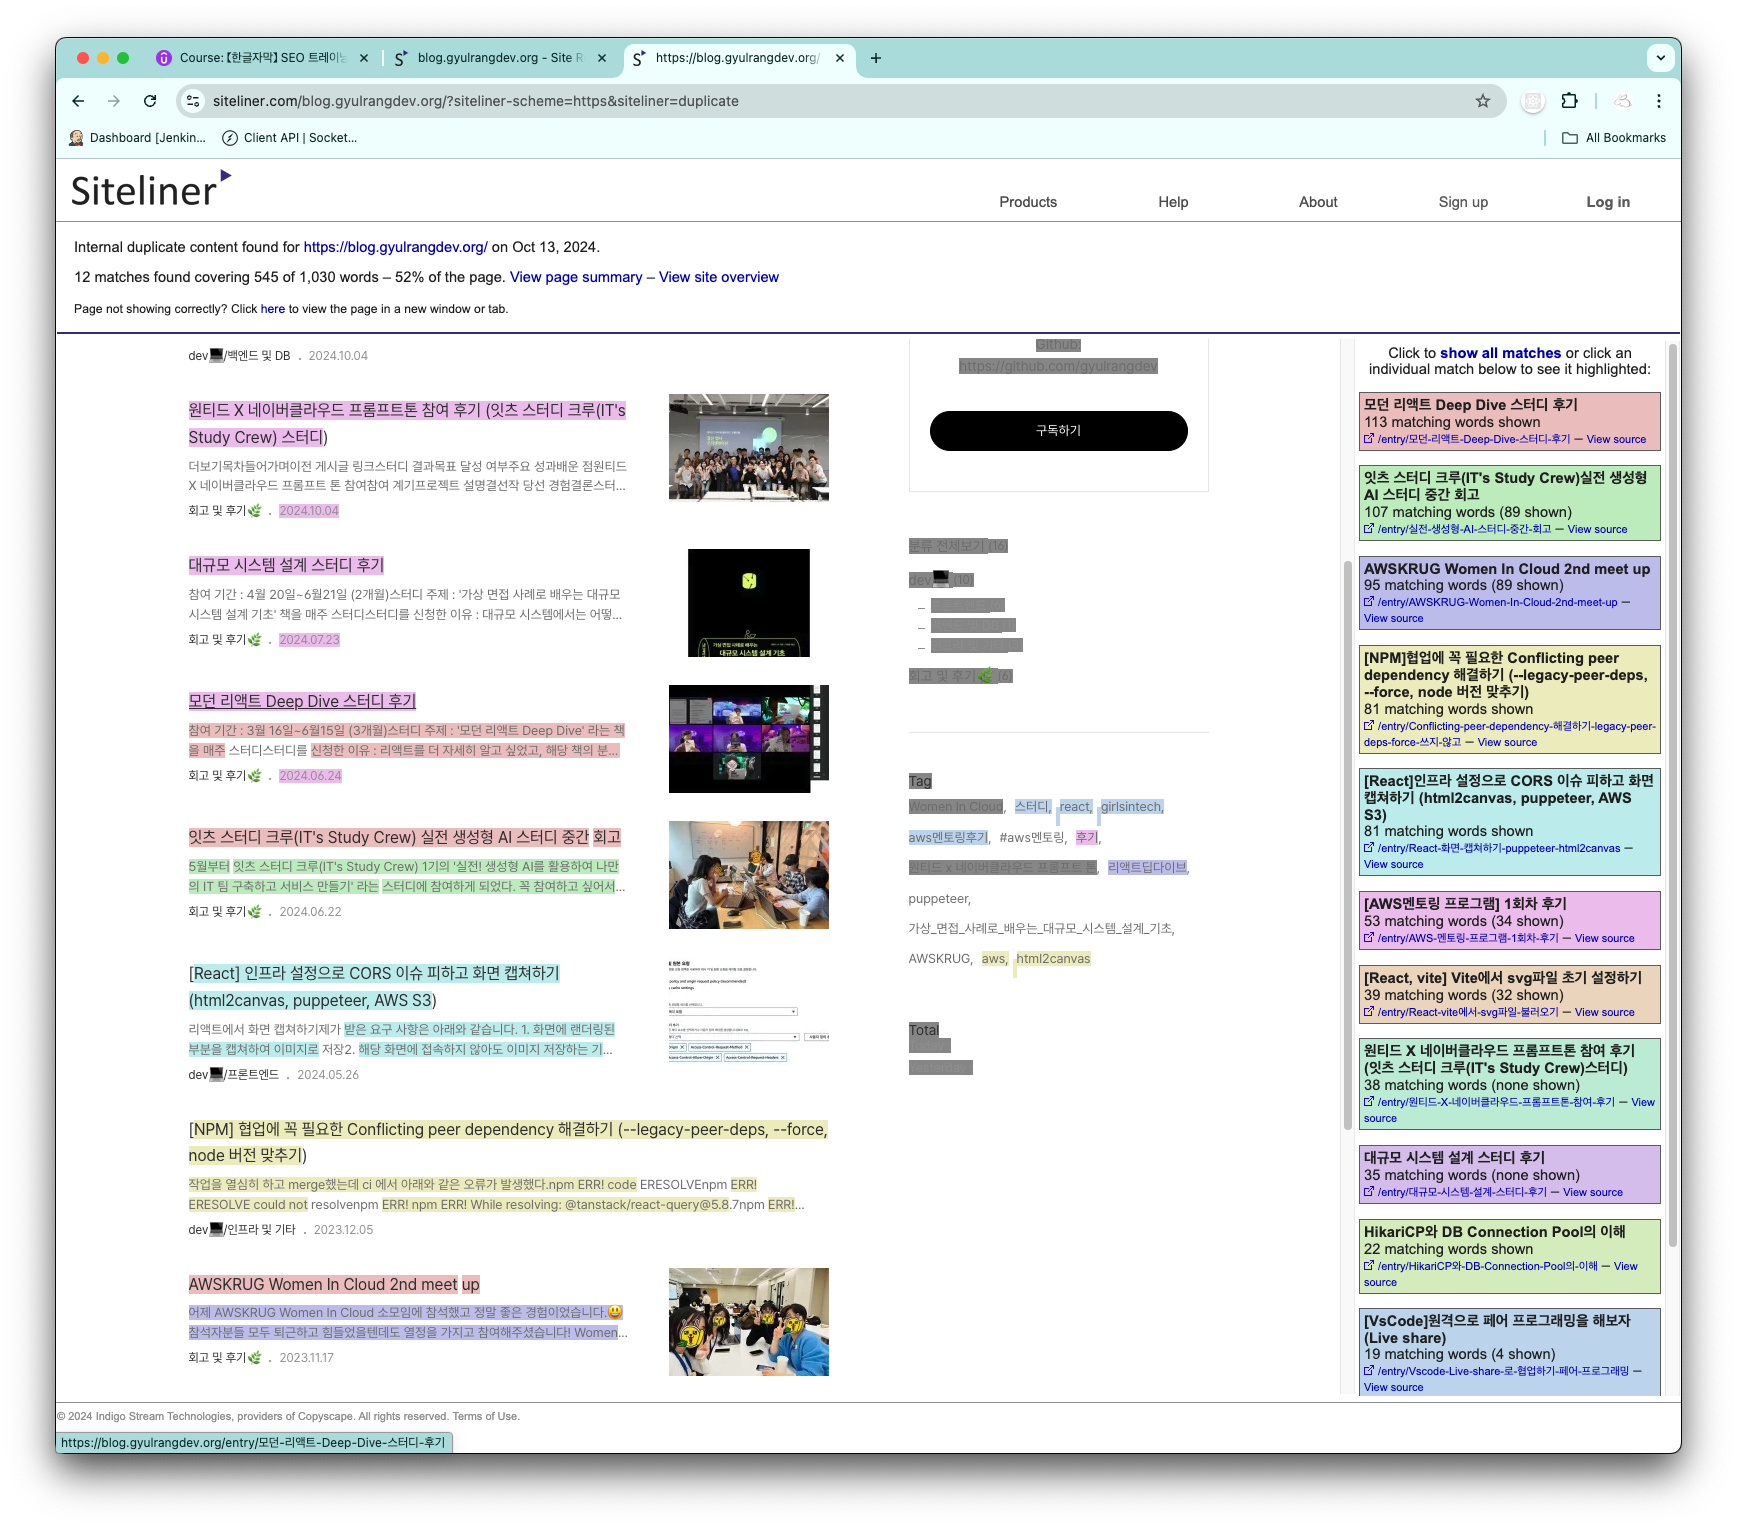 Course: 【한글자막】 SEO 트레이닝
blog.gyulrangdev.org - Site R
https://blog.gyulrangdev.org/
siteliner.com/blog.gyulrangdev.org/?siteliner-scheme=https&siteliner=duplicate
Dashboard [Jenkin...
Client API | Socket...
All Bookmarks
Siteliner
Products
Help
About
Sign up
Log in
Internal duplicate content found for https://blog.gyulrangdev.org/ on Oct 13, 2024.
12 matches found covering 545 of 1,030 words – 52% of the page. View page summary – View site overview
Page not showing correctly? Click here to view the page in a new window or tab.
dev💻/백엔드 및 DB . 2024.10.04
원티드 X 네이버클라우드 프롬프트톤 참여 후기 (잇츠 스터디 크루(IT's
Study Crew) 스터디)
더보기목차들어가며이전 게시글 링크스터디 결과목표 달성 여부주요 성과배운 점원티드
X 네이버클라우드 프롬프트 톤 참여참여 계기프로젝트 설명결선작 당선 경험결론스터...
회고 및 후기🌿 . 2024.10.04
대규모 시스템 설계 스터디 후기
참여 기간 : 4월 20일~6월21일 (2개월)스터디 주제 : '가상 면접 사례로 배우는 대규모
시스템 설계 기초' 책을 매주 스터디스터디를 신청한 이유 : 대규모 시스템에서는 어떻...
회고 및 후기🌿 . 2024.07.23
가상 면접 사례로 배우는
대규모 시스템 설계 기초
모던 리액트 Deep Dive 스터디 후기
참여 기간 : 3월 16일~6월15일 (3개월)스터디 주제 : '모던 리액트 Deep Dive' 라는 책
을 매주 스터디스터디를 신청한 이유 : 리액트를 더 자세히 알고 싶었고, 해당 책의 분...
회고 및 후기🌿 . 2024.06.24
잇츠 스터디 크루(IT's Study Crew) 실전 생성형 AI 스터디 중간 회고
5월부터 잇츠 스터디 크루(IT's Study Crew) 1기의 '실전! 생성형 AI를 활용하여 나만
의 IT 팀 구축하고 서비스 만들기' 라는 스터디에 참여하게 되었다. 꼭 참여하고 싶어서...
회고 및 후기🌿 . 2024.06.22
[React] 인프라 설정으로 CORS 이슈 피하고 화면 캡쳐하기
(html2canvas, puppeteer, AWS S3)
리액트에서 화면 캡쳐하기제가 받은 요구 사항은 아래와 같습니다. 1. 화면에 랜더링된
부분을 캡쳐하여 이미지로 저장2. 해당 화면에 접속하지 않아도 이미지 저장하는 기...
dev💻/프론트엔드 . 2024.05.26
[NPM] 협업에 꼭 필요한 Conflicting peer dependency 해결하기 (--legacy-peer-deps, --force,
node 버전 맞추기)
작업을 열심히 하고 merge했는데 ci 에서 아래와 같은 오류가 발생했다.npm ERR! code ERESOLVEnpm ERR!
ERESOLVE could not resolvenpm ERR! npm ERR! While resolving: @tanstack/react-query@5.8.7npm ERR!...
dev💻/인프라 및 기타 . 2023.12.05
AWSKRUG Women In Cloud 2nd meet up
어제 AWSKRUG Women In Cloud 소모임에 참석했고 정말 좋은 경험이었습니다.😃
참석자분들 모두 퇴근하고 힘들었을텐데도 열정을 가지고 참여해주셨습니다! Women...
회고 및 후기🌿 . 2023.11.17
Github:
https://github.com/gyulrangdev
구독하기
분류 전체보기 (16)
dev💻 (10)
회고 및 후기🌿 (6)
Tag
Women In Cloud, 스터디, react, girlsintech,
aws멘토링후기, #aws멘토링, 후기,
원티드 x 네이버클라우드 프롬프트 톤, 리액트딥다이브,
puppeteer,
가상_면접_사례로_배우는_대규모_시스템_설계_기초,
AWSKRUG, aws, html2canvas
Total
Click to show all matches or click an
individual match below to see it highlighted:
모던 리액트 Deep Dive 스터디 후기
113 matching words shown
/entry/모던-리액트-Deep-Dive-스터디-후기 — View source
잇츠 스터디 크루(IT's Study Crew)실전 생성형
AI 스터디 중간 회고
107 matching words (89 shown)
/entry/실전-생성형-AI-스터디-중간-회고 — View source
AWSKRUG Women In Cloud 2nd meet up
95 matching words (89 shown)
/entry/AWSKRUG-Women-In-Cloud-2nd-meet-up —
View source
[NPM]협업에 꼭 필요한 Conflicting peer
dependency 해결하기 (--legacy-peer-deps,
--force, node 버전 맞추기)
81 matching words shown
/entry/Conflicting-peer-dependency-해결하기-legacy-peer-
deps-force-쓰지-않고 — View source
[React]인프라 설정으로 CORS 이슈 피하고 화면
캡쳐하기 (html2canvas, puppeteer, AWS
S3)
81 matching words shown
/entry/React-화면-캡쳐하기-puppeteer-html2canvas —
View source
[AWS멘토링 프로그램] 1회차 후기
53 matching words (34 shown)
/entry/AWS-멘토링-프로그램-1회차-후기 — View source
[React, vite] Vite에서 svg파일 초기 설정하기
39 matching words (32 shown)
/entry/React-vite에서-svg파일-불러오기 — View source
원티드 X 네이버클라우드 프롬프트톤 참여 후기
(잇츠 스터디 크루(IT's Study Crew)스터디)
38 matching words (none shown)
/entry/원티드-X-네이버클라우드-프롬프트톤-참여-후기 — View
source
대규모 시스템 설계 스터디 후기
35 matching words (none shown)
/entry/대규모-시스템-설계-스터디-후기 — View source
HikariCP와 DB Connection Pool의 이해
22 matching words shown
/entry/HikariCP와-DB-Connection-Pool의-이해 — View
source
[VsCode]원격으로 페어 프로그래밍을 해보자
(Live share)
19 matching words (4 shown)
/entry/Vscode-Live-share-로-협업하기-페어-프로그래밍 —
View source
© 2024 Indigo Stream Technologies, providers of Copyscape. All rights reserved. Terms of Use.
https://blog.gyulrangdev.org/entry/모던-리액트-Deep-Dive-스터디-후기